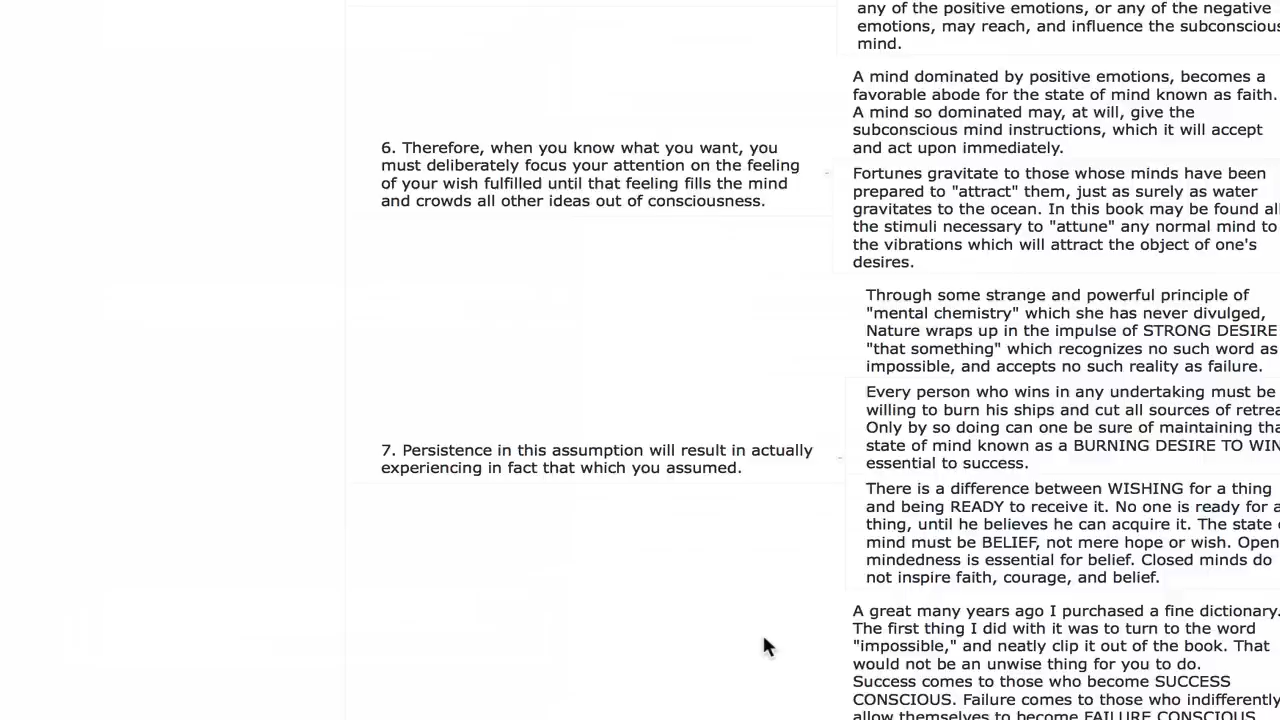 any of the positive emotions, or any of the negative
emotions, may reach, and influence the subconscious
mind.
A mind dominated by positive emotions, becomes a
favorable abode for the state of mind known as faith.
A mind so dominated may, at will, give the
subconscious mind instructions, which it will accept
and act upon immediately.
6. Therefore, when you know what you want, you
must deliberately focus your attention on the feeling
of your wish fulfilled until that feeling fills the mind
and crowds all other ideas out of consciousness.
Fortunes gravitate to those whose minds have been
prepared to "attract" them, just as surely as water
gravitates to the ocean. In this book may be found all
the stimuli necessary to "attune" any normal mind to
the vibrations which will attract the object of one's
desires.
Through some strange and powerful principle of
"mental chemistry" which she has never divulged,
Nature wraps up in the impulse of STRONG DESIRE
"that something" which recognizes no such word as
impossible, and accepts no such reality as failure.
7. Persistence in this assumption will result in actually
experiencing in fact that which you assumed.
Every person who wins in any undertaking must be
willing to burn his ships and cut all sources of retrea
Only by so doing can one be sure of maintaining tha
state of mind known as a BURNING DESIRE TO WIN
essential to success.
There is a difference between WISHING for a thing
and being READY to receive it. No one is ready for a
thing, until he believes he can acquire it. The state
mind must be BELIEF, not mere hope or wish. Open
mindedness is essential for belief. Closed minds do
not inspire faith, courage, and belief.
A great many years ago I purchased a fine dictionary.
The first thing I did with it was to turn to the word
"impossible," and neatly clip it out of the book. That
would not be an unwise thing for you to do.
Success comes to those who become SUCCESS
CONSCIOUS. Failure comes to those who indifferently
allow themselves to become FAILURE CONSCIOUS